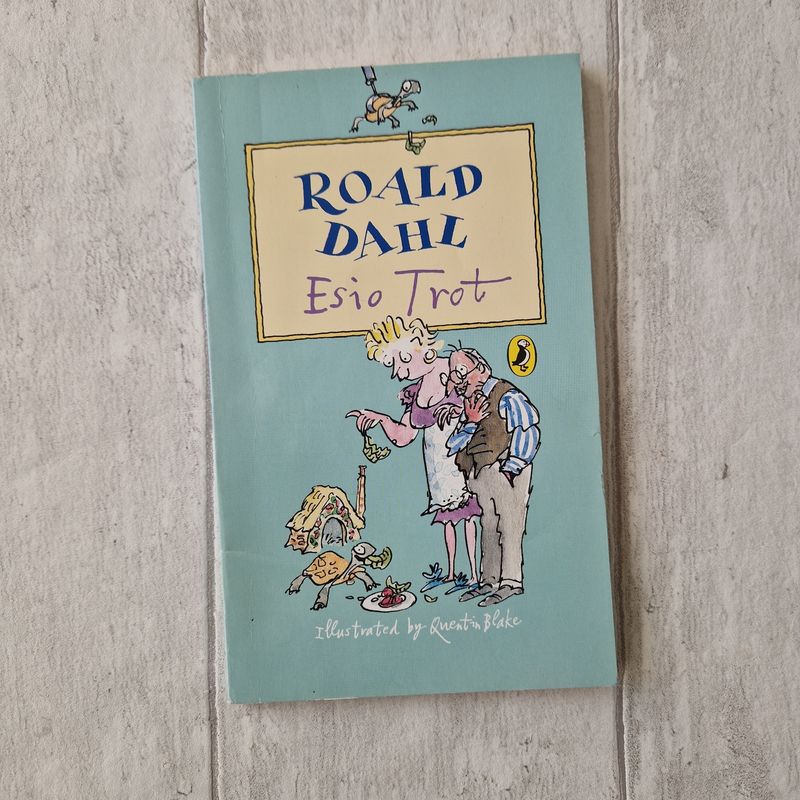 ROALD
DAHL
Esio Trot
Illustrated by Quentin Blake